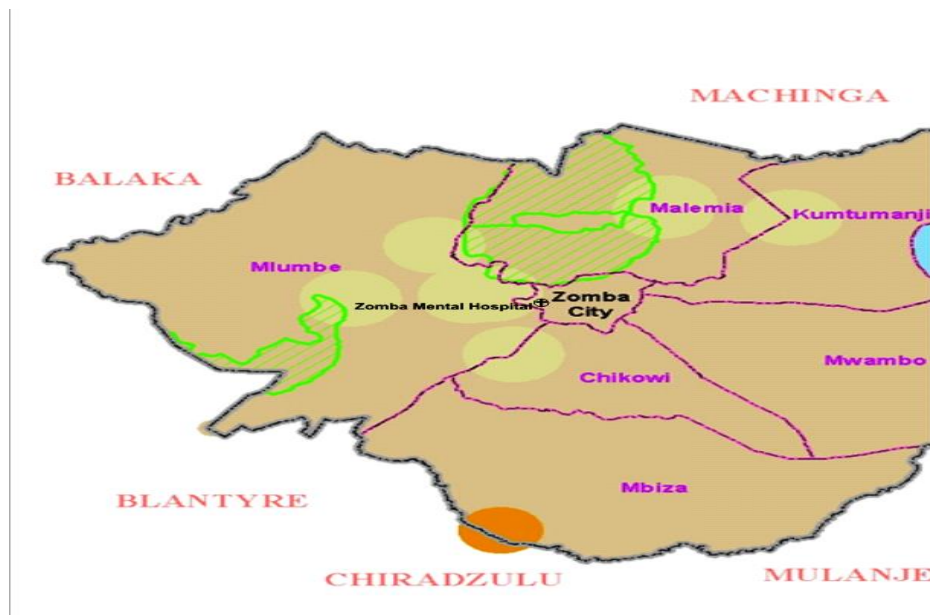 MACHINGA
BALAKA
Malemia
Kumtumanji
Mlumbe
Zomba Mental Hospital
Zomba
City
Mwambo
Chikowi
Mbiza
BLANTYRE
CHIRADZULU
MULANJE